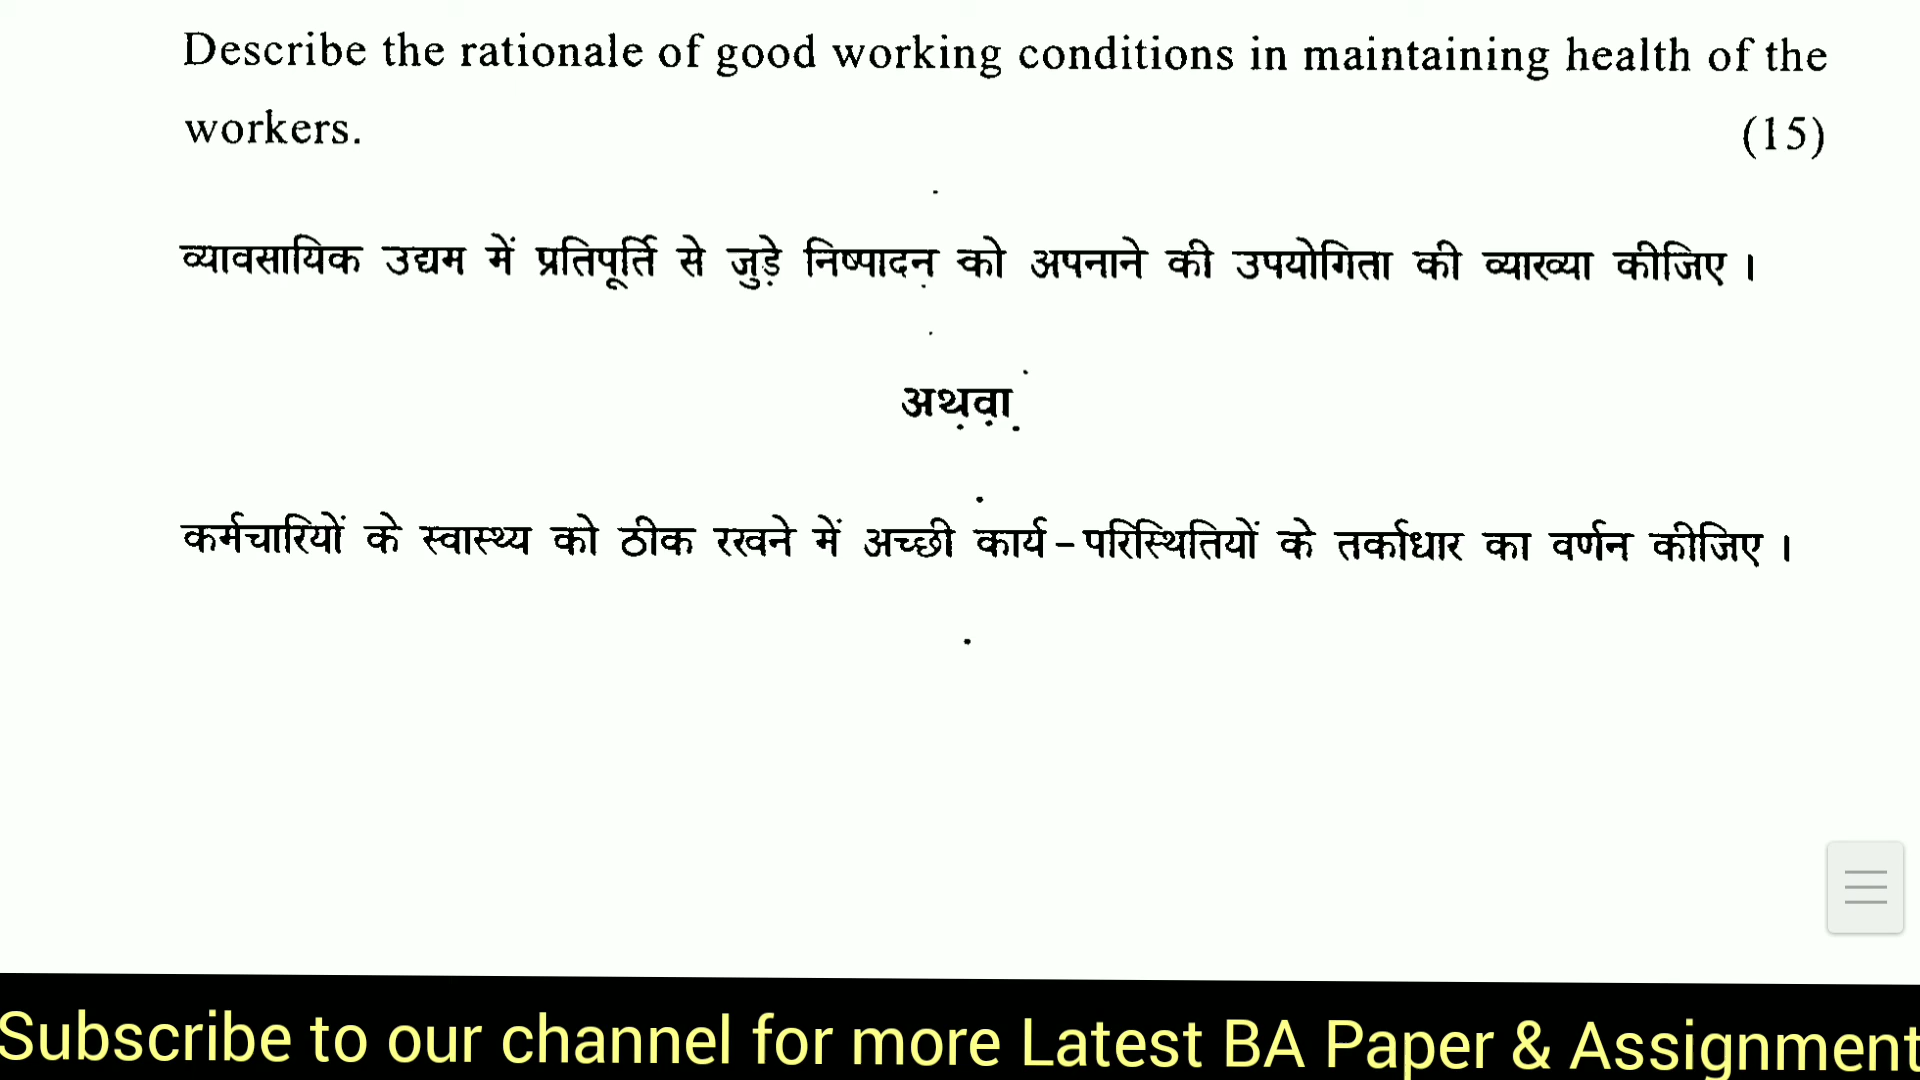 Describe the rationale of good working conditions in maintaining health of the
workers. (15)
व्यावसायिक उद्यम में प्रतिपूर्ति से जुड़े निष्पादन को अपनाने की उपयोगिता की व्याख्या कीजिए ।
अथवा
कर्मचारियों के स्वास्थ्य को ठीक रखने में अच्छी कार्य-परिस्थितियों के तर्काधार का वर्णन कीजिए ।
Subscribe to our channel for more Latest BA Paper & Assignment